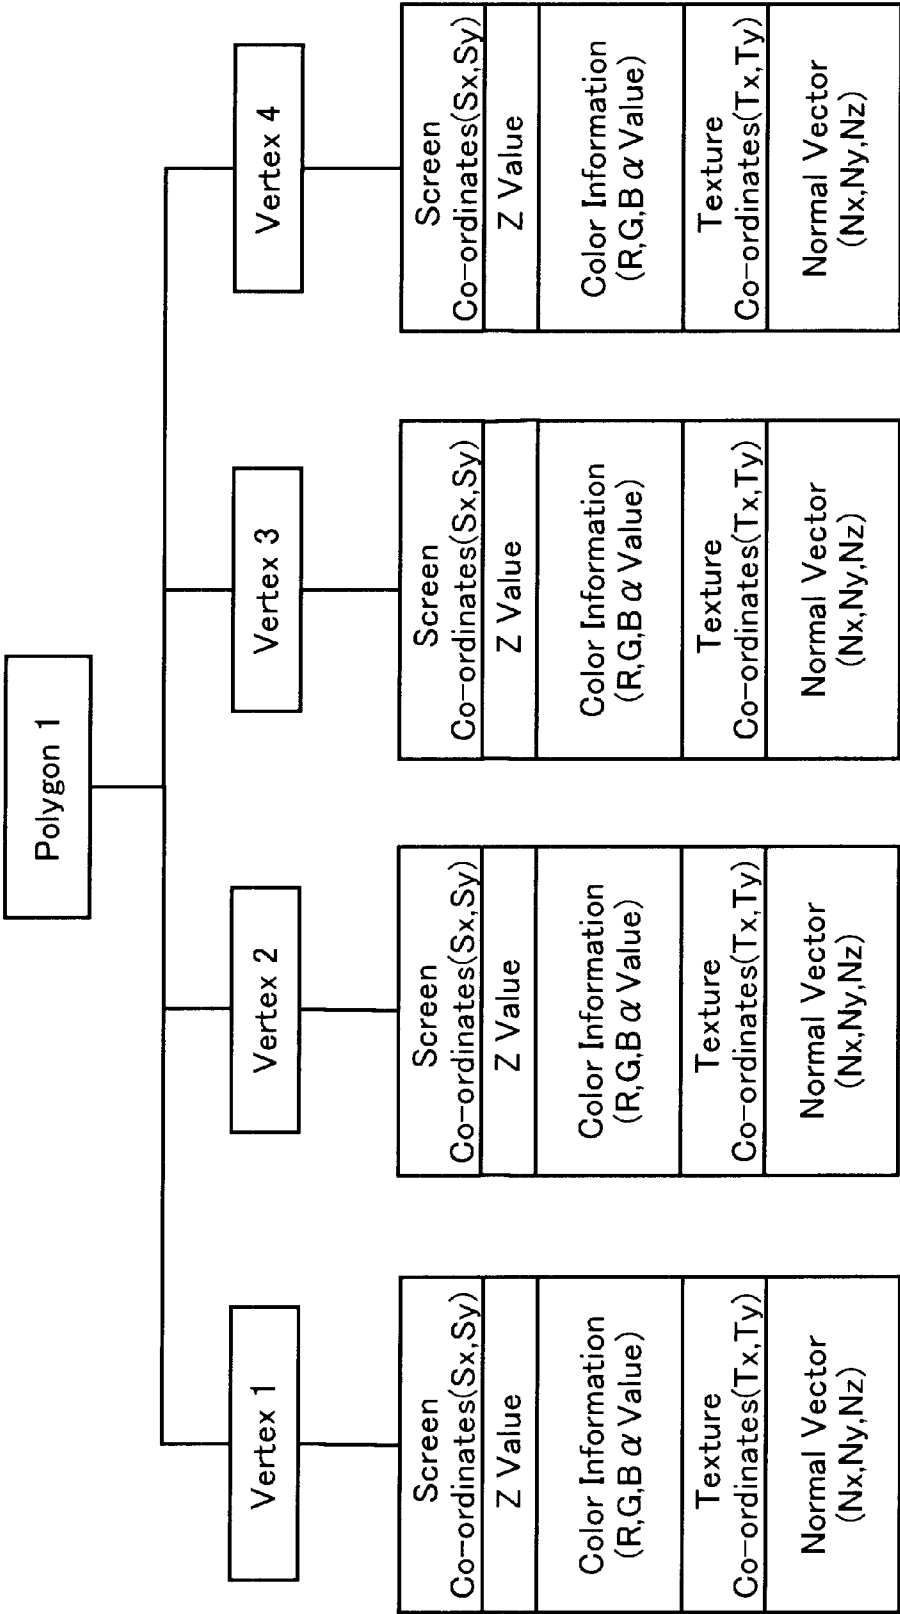 Polygon 1
Vertex 1
Screen
Co-ordinates(Sx,Sy)
Z Value
Color Information
(R,G,B α Value)
Texture
Co-ordinates(Tx,Ty)
Normal Vector
(Nx,Ny,Nz)
Vertex 2
Screen
Co-ordinates(Sx,Sy)
Z Value
Color Information
(R,G,B α Value)
Texture
Co-ordinates(Tx,Ty)
Normal Vector
(Nx,Ny,Nz)
Vertex 3
Screen
Co-ordinates(Sx,Sy)
Z Value
Color Information
(R,G,B α Value)
Texture
Co-ordinates(Tx,Ty)
Normal Vector
(Nx,Ny,Nz)
Vertex 4
Screen
Co-ordinates(Sx,Sy)
Z Value
Color Information
(R,G,B α Value)
Texture
Co-ordinates(Tx,Ty)
Normal Vector
(Nx,Ny,Nz)